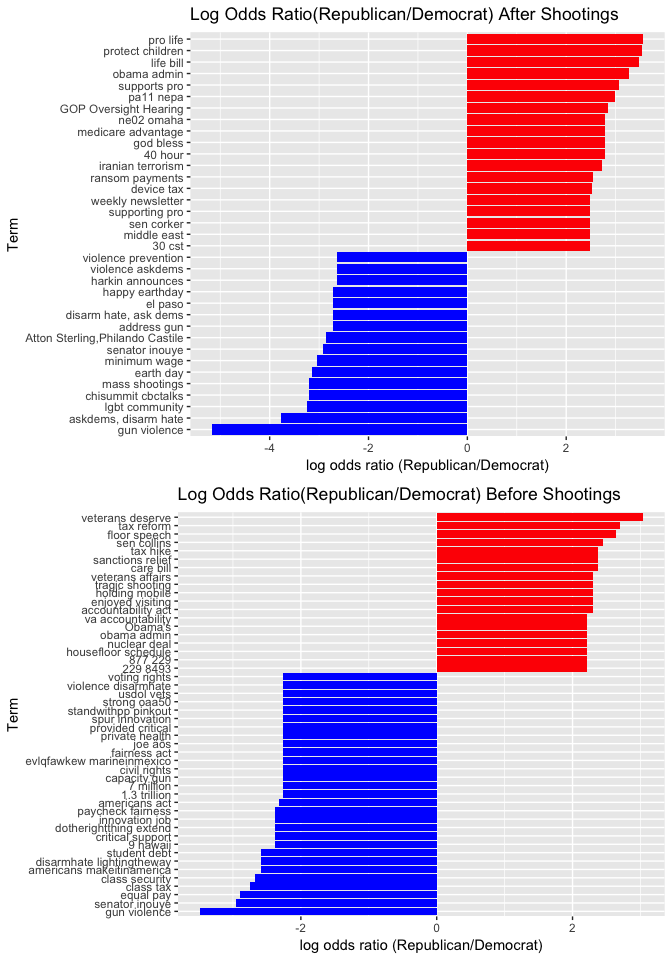 Log Odds Ratio(Republican/Democrat) After Shootings
pro life
protect children
life bill
obama admin
supports pro
pa11 nepa
GOP Oversight Hearing
ne02 omaha
medicare advantage
god bless
40 hour
iranian terrorism
ransom payments
device tax
weekly newsletter
supporting pro
sen corker
middle east
30 cst
violence prevention
violence askdems
harkin announces
happy earthday
el paso
disarm hate, ask dems
address gun
Atton Sterling,Philando Castile
senator inouye
minimum wage
earth day
mass shootings
chisummit cbctalks
lgbt community
askdems, disarm hate
gun violence
Term
-4 -2 0 2
log odds ratio (Republican/Democrat)
Log Odds Ratio(Republican/Democrat) Before Shootings
veterans deserve
tax reform
floor speech
sen collins
tax hike
sanctions relief
care bill
veterans affairs
tragic shooting
holding mobile
enjoyed visiting
accountability act
va accountability
Obama's
obama admin
nuclear deal
housefloor schedule
877 229
229 8493
voting rights
violence disarmhate
usdol vets
strong oaa50
standwithpp pinkout
spur innovation
provided critical
private health
joe aos
fairness act
evlqfawkew marineinmexico
civil rights
capacity gun
7 million
1.3 trillion
americans act
paycheck fairness
innovation job
dotherightthing extend
critical support
9 hawaii
student debt
disarmhate lightingtheway
americans makeitinamerica
class security
class tax
equal pay
senator inouye
gun violence
Term
-2 0 2
log odds ratio (Republican/Democrat)